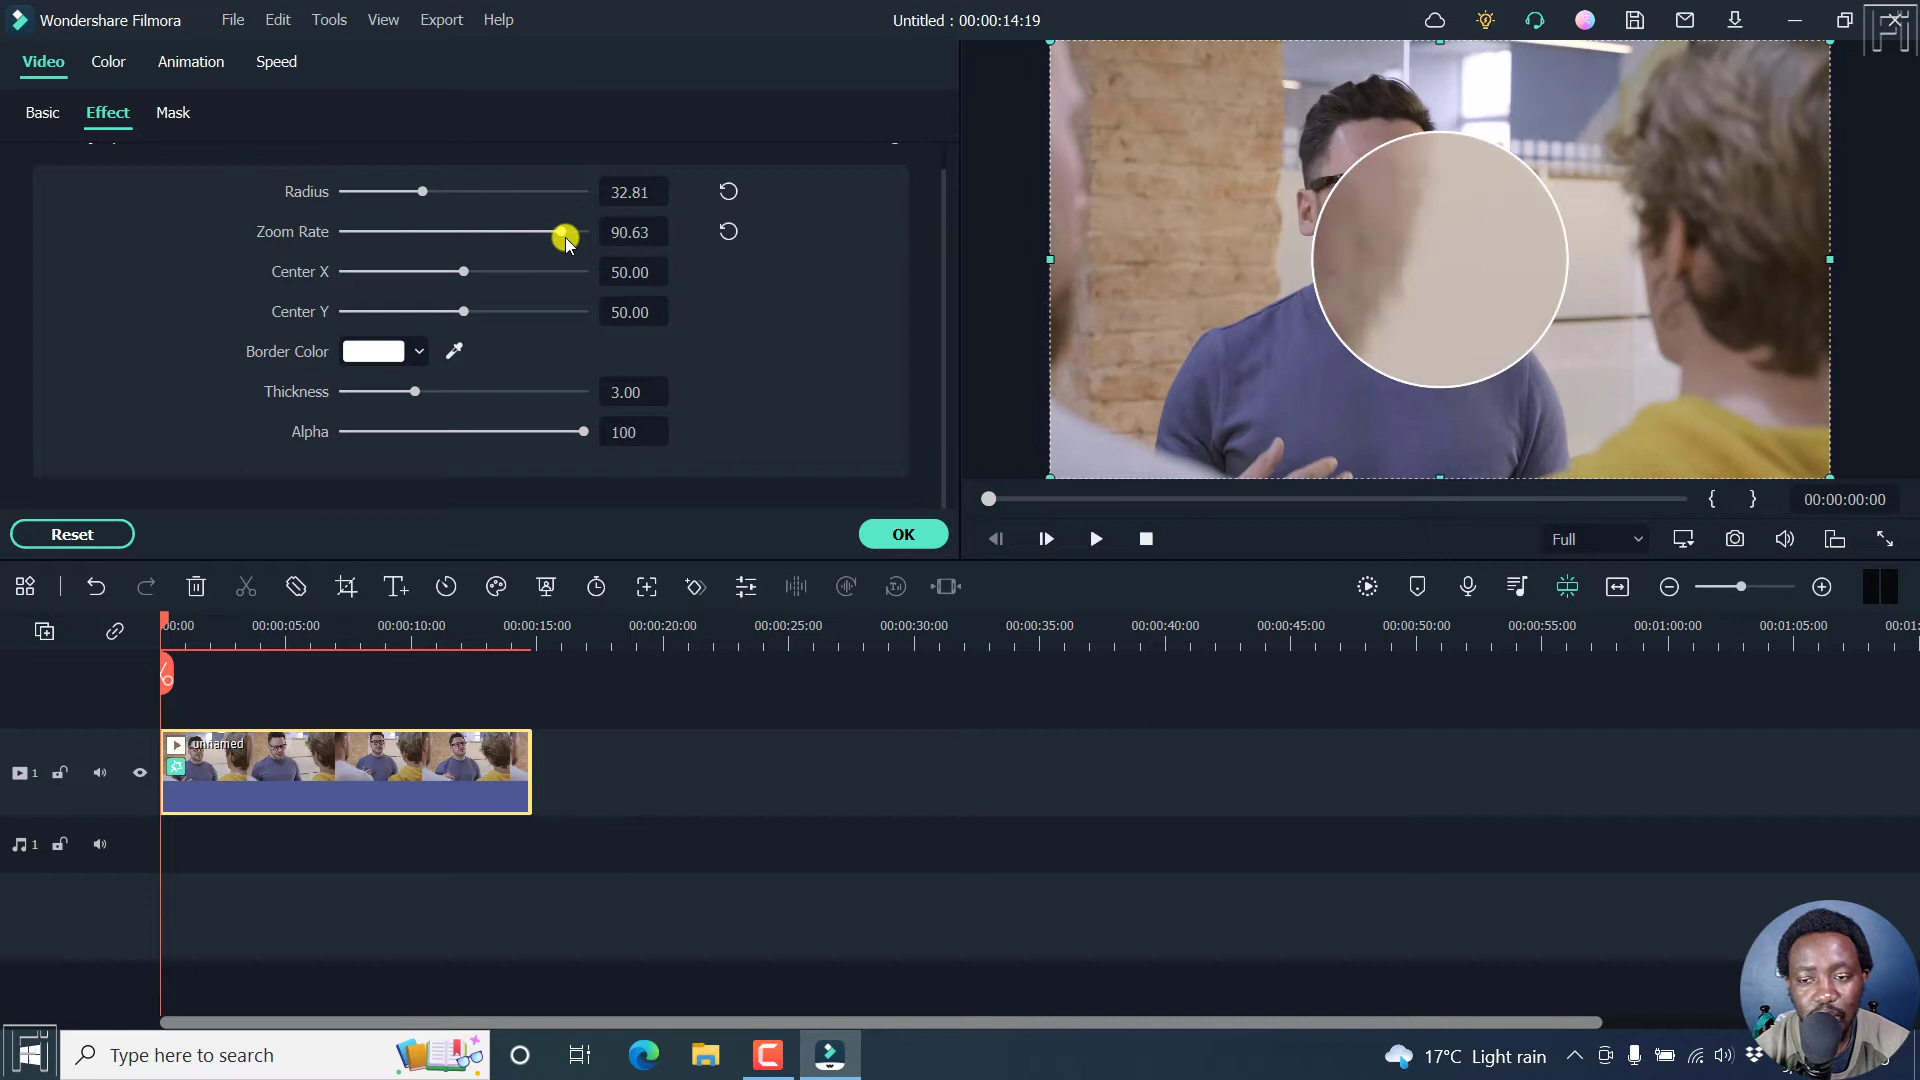 Wondershare Filmora File Edit Tools View Export Help Untitled : 00:00:14:19
Video Color Animation Speed
Basic Effect Mask
Radius 32.81
Zoom Rate 90.63
Center X 50.00
Center Y 50.00
Border Color
Thickness 3.00
Alpha 100
{ } 00:00:00:00
Reset OK
Full
00:00 00:00:05:00 00:00:10:00 00:00:15:00 00:00:20:00 00:00:25:00 00:00:30:00 00:00:35:00 00:00:40:00 00:00:45:00 00:00:50:00 00:00:55:00 00:01:00:00 00:01:05:00 00:01:
unnamed
1
1
Type here to search 17°C Light rain